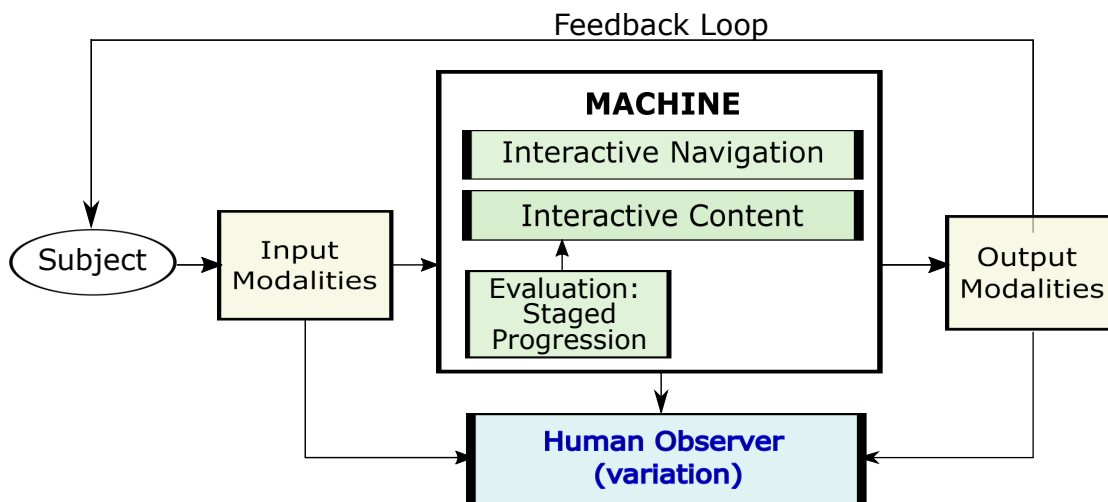 Feedback Loop
MACHINE
Interactive Navigation
Interactive Content
Subject
Input
Modalities
Evaluation:
Staged
Progression
Output
Modalities
Human Observer
(variation)